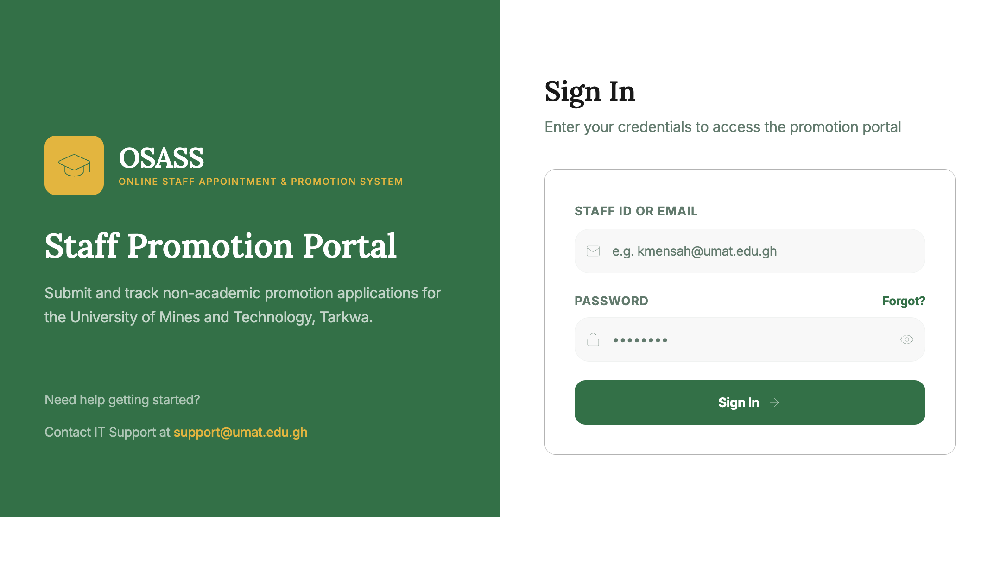 OSASS
ONLINE STAFF APPOINTMENT & PROMOTION SYSTEM
Staff Promotion Portal
Submit and track non-academic promotion applications for
the University of Mines and Technology, Tarkwa.
Need help getting started?
Contact IT Support at support@umat.edu.gh
Sign In
Enter your credentials to access the promotion portal
STAFF ID OR EMAIL
e.g. kmensah@umat.edu.gh
PASSWORD Forgot?
••••••••
Sign In →